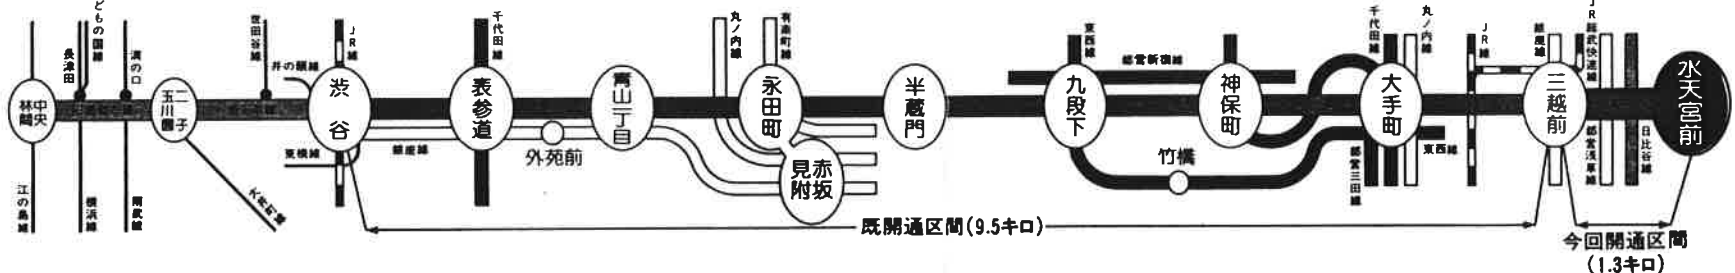 中央林間
江の島線
こどもの国線
長津田
横浜線
溝の口
南武線
二子玉川園
大井町線
世田谷線
井の頭線
JR線
渋谷
東横線
銀座線
千代田線
表参道
外苑前
青山一丁目
丸ノ内線
有楽町線
永田町
赤坂見附
半蔵門
東西線
都営新宿線
九段下
竹橋
神保町
千代田線
丸ノ内線
大手町
都営三田線
東西線
JR線
銀座線
三越前
JR総武快速線
都営浅草線
日比谷線
水天宮前
既開通区間(9.5キロ)
今回開通区間
(1.3キロ)